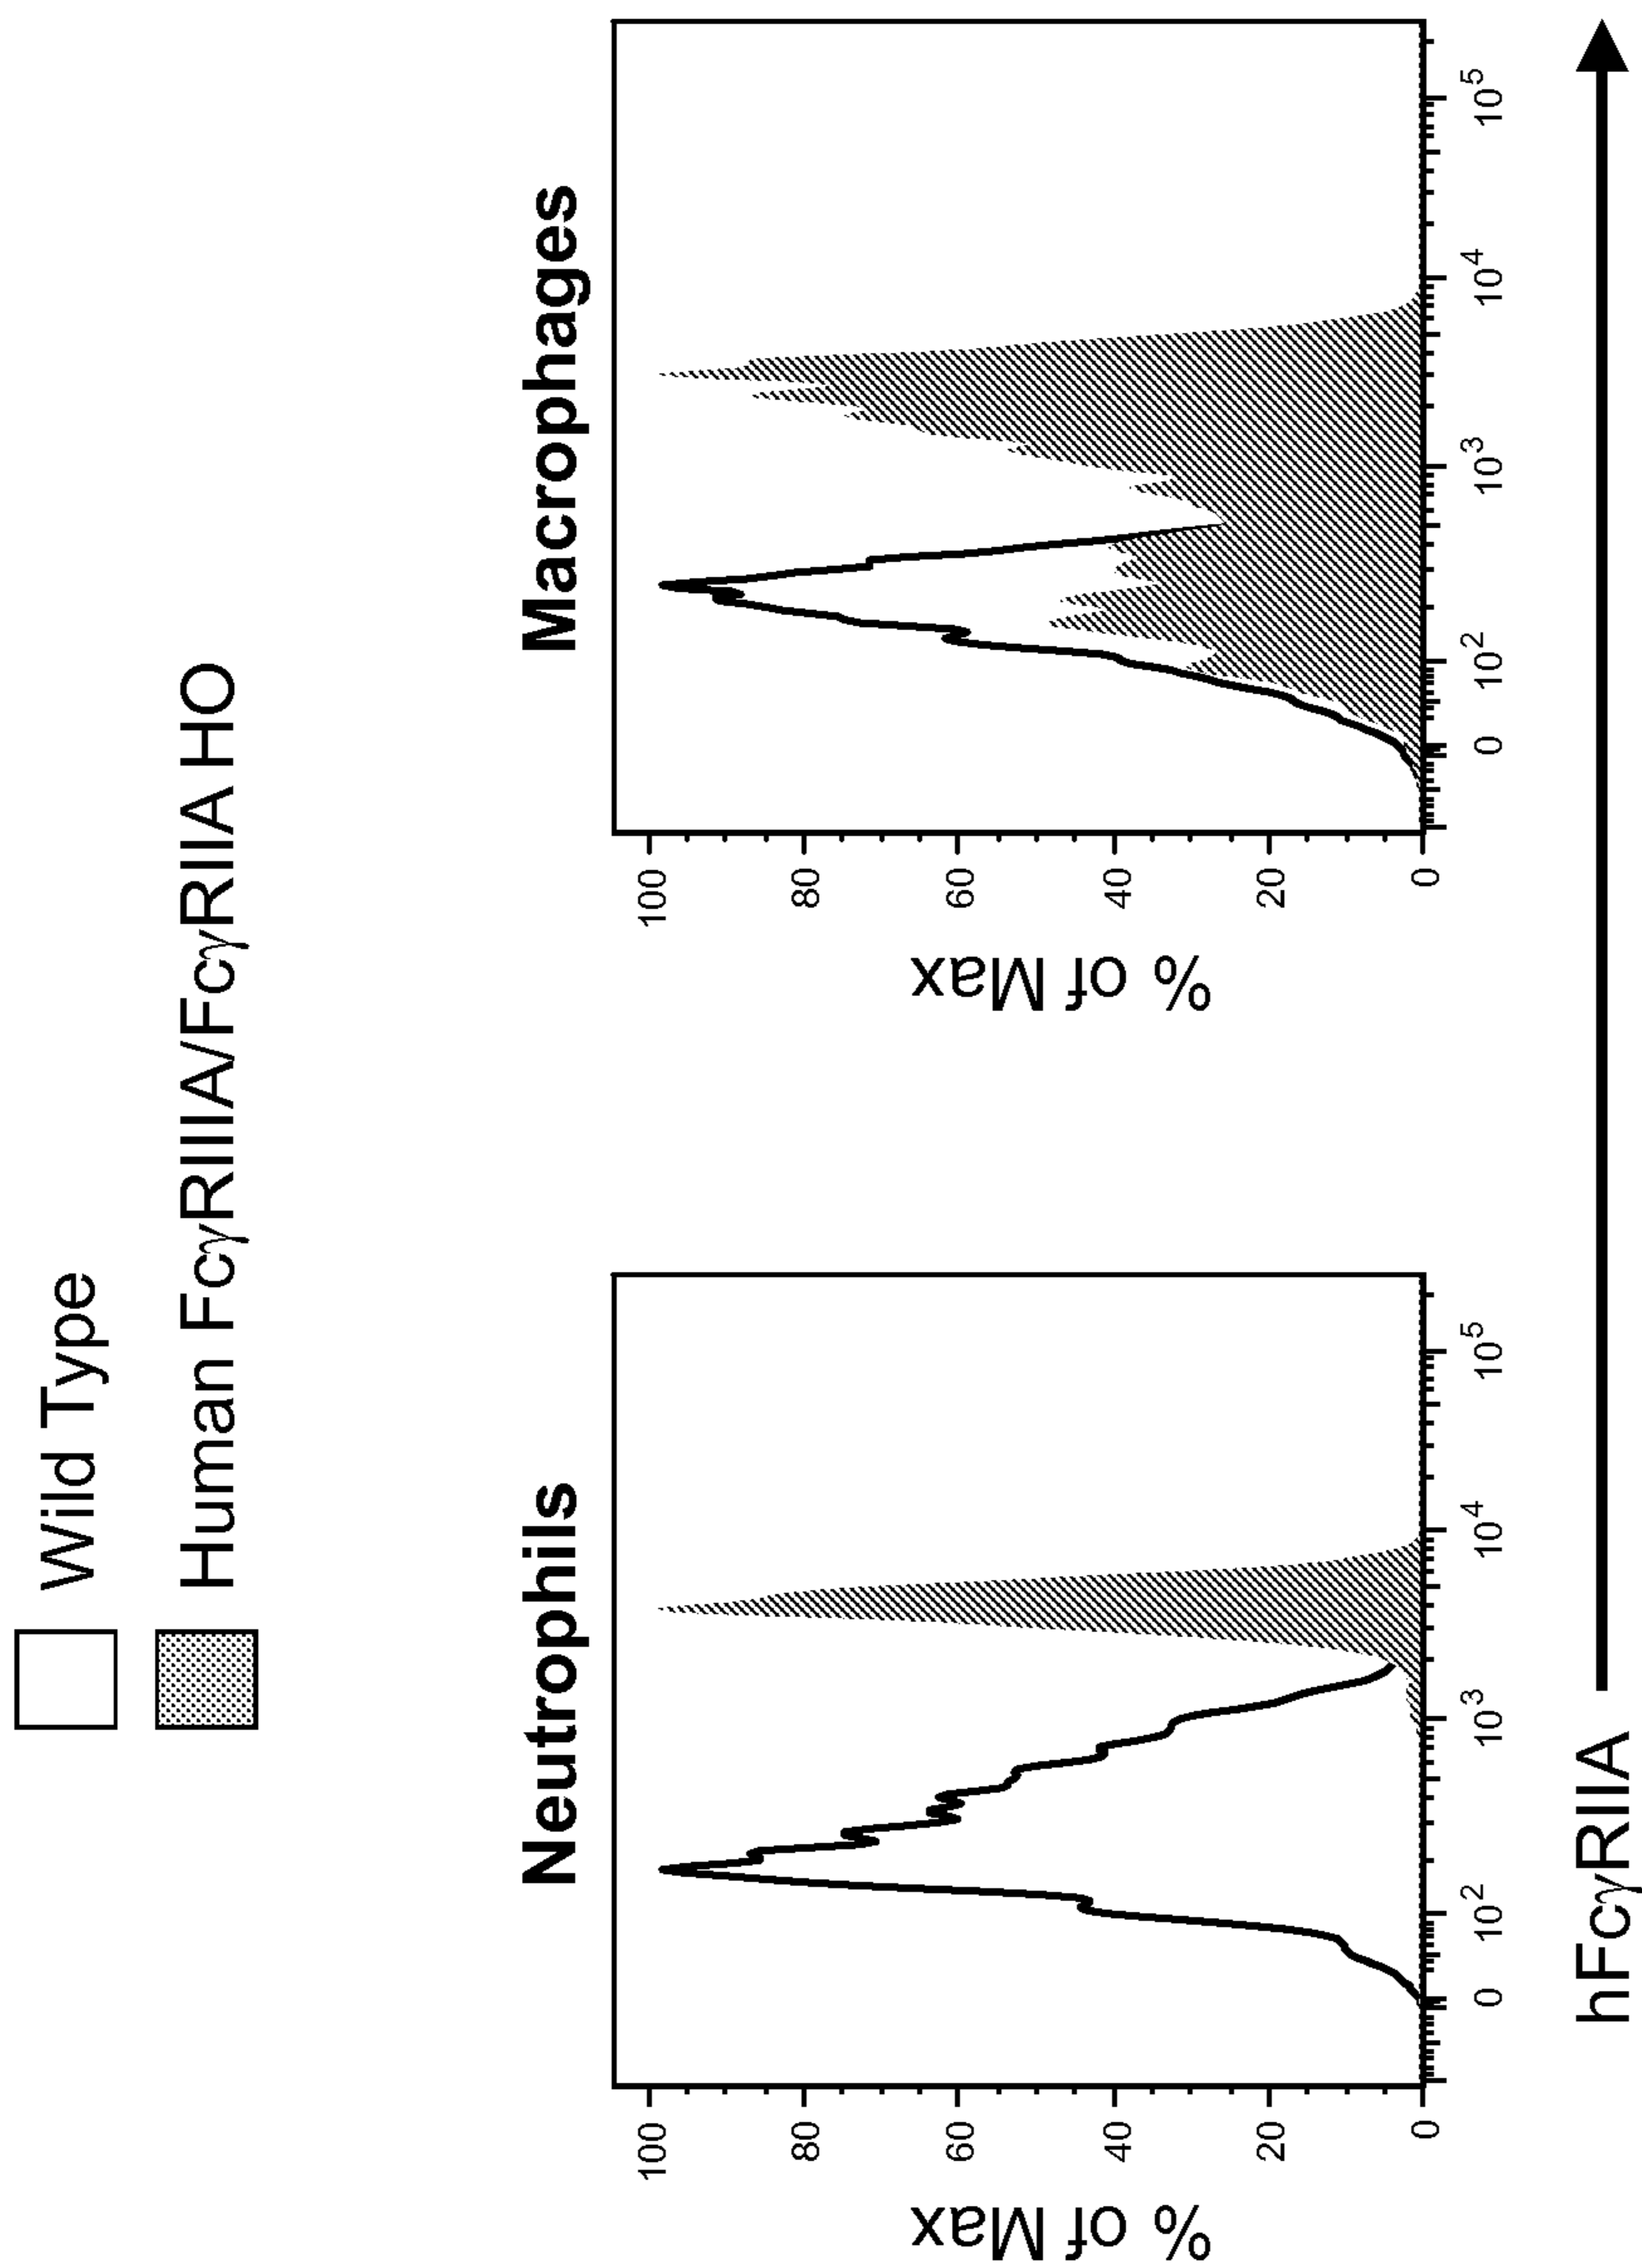 Wild Type
Human FcγRIIIA/FcγRIIA HO
Neutrophils
% of Max
100
80
60
40
20
0
0 10² 10³ 10⁴ 10⁵
Macrophages
% of Max
100
80
60
40
20
0
0 10² 10³ 10⁴ 10⁵
hFcγRIIA